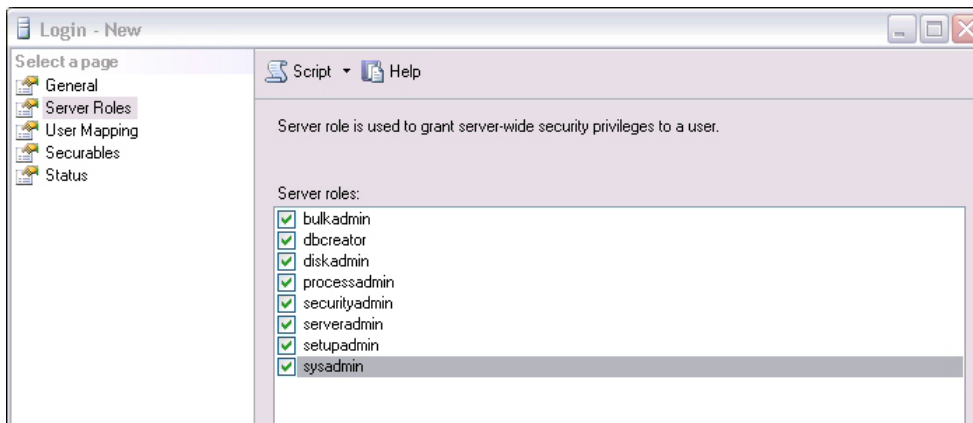 Login - New
Select a page
General
Server Roles
User Mapping
Securables
Status
Script Help
Server role is used to grant server-wide security privileges to a user.
Server roles:
bulkadmin
dbcreator
diskadmin
processadmin
securityadmin
serveradmin
setupadmin
sysadmin